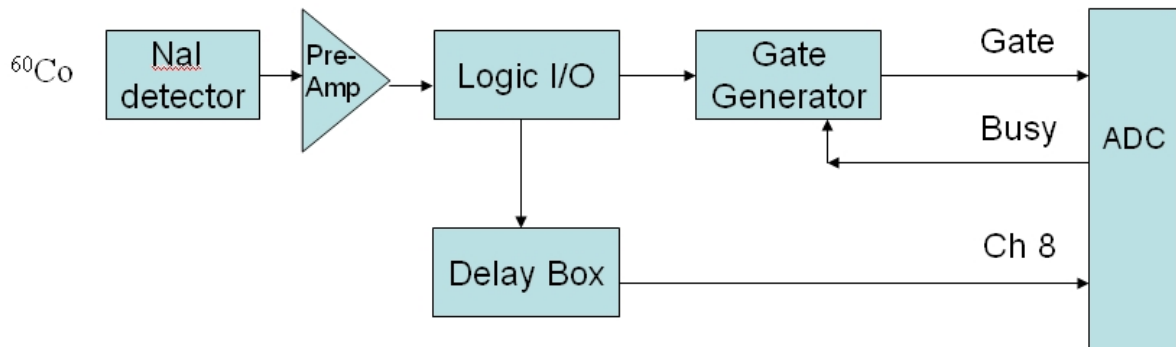 ⁶⁰Co
NaI
detector
Pre-
Amp
Logic I/O
Gate
Generator
Gate
Busy
ADC
Delay Box
Ch 8